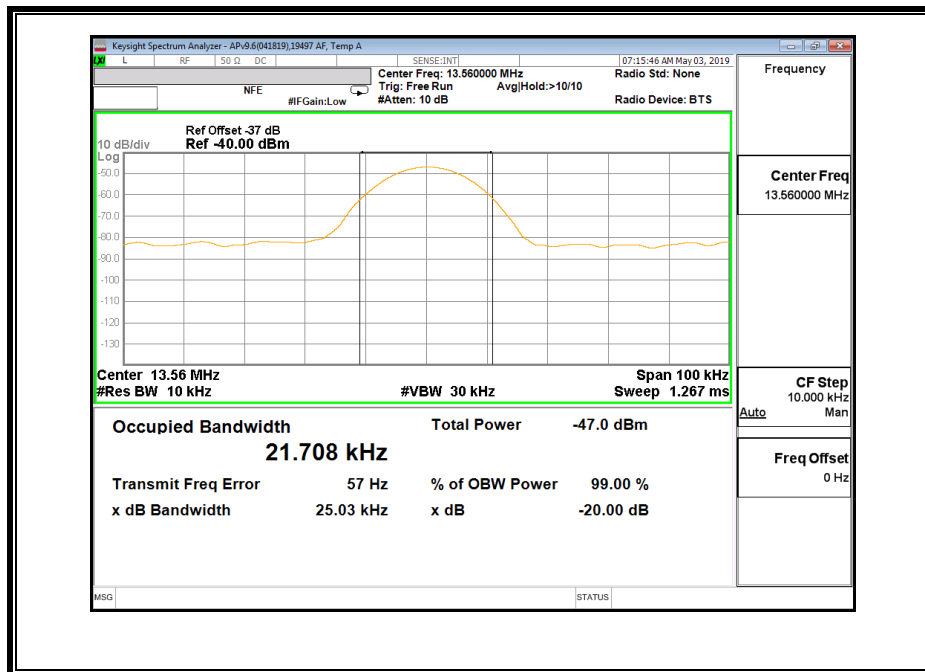 Keysight Spectrum Analyzer - APv9.6(041819),19497 AF, Temp A
LXI L RF 50 Ω DC SENSE:INT 07:15:46 AM May 03, 2019
Center Freq: 13.560000 MHz Radio Std: None
NFE Trig: Free Run Avg|Hold:>10/10
#IFGain:Low #Atten: 10 dB Radio Device: BTS
Ref Offset -37 dB
10 dB/div Ref -40.00 dBm
Log
-50.0
-60.0
-70.0
-80.0
-90.0
-100
-110
-120
-130
Center 13.56 MHz Span 100 kHz
#Res BW 10 kHz #VBW 30 kHz Sweep 1.267 ms
Occupied Bandwidth Total Power -47.0 dBm
21.708 kHz
Transmit Freq Error 57 Hz % of OBW Power 99.00 %
x dB Bandwidth 25.03 kHz x dB -20.00 dB
MSG STATUS
Frequency
Center Freq
13.560000 MHz
CF Step
10.000 kHz
Auto Man
Freq Offset
0 Hz